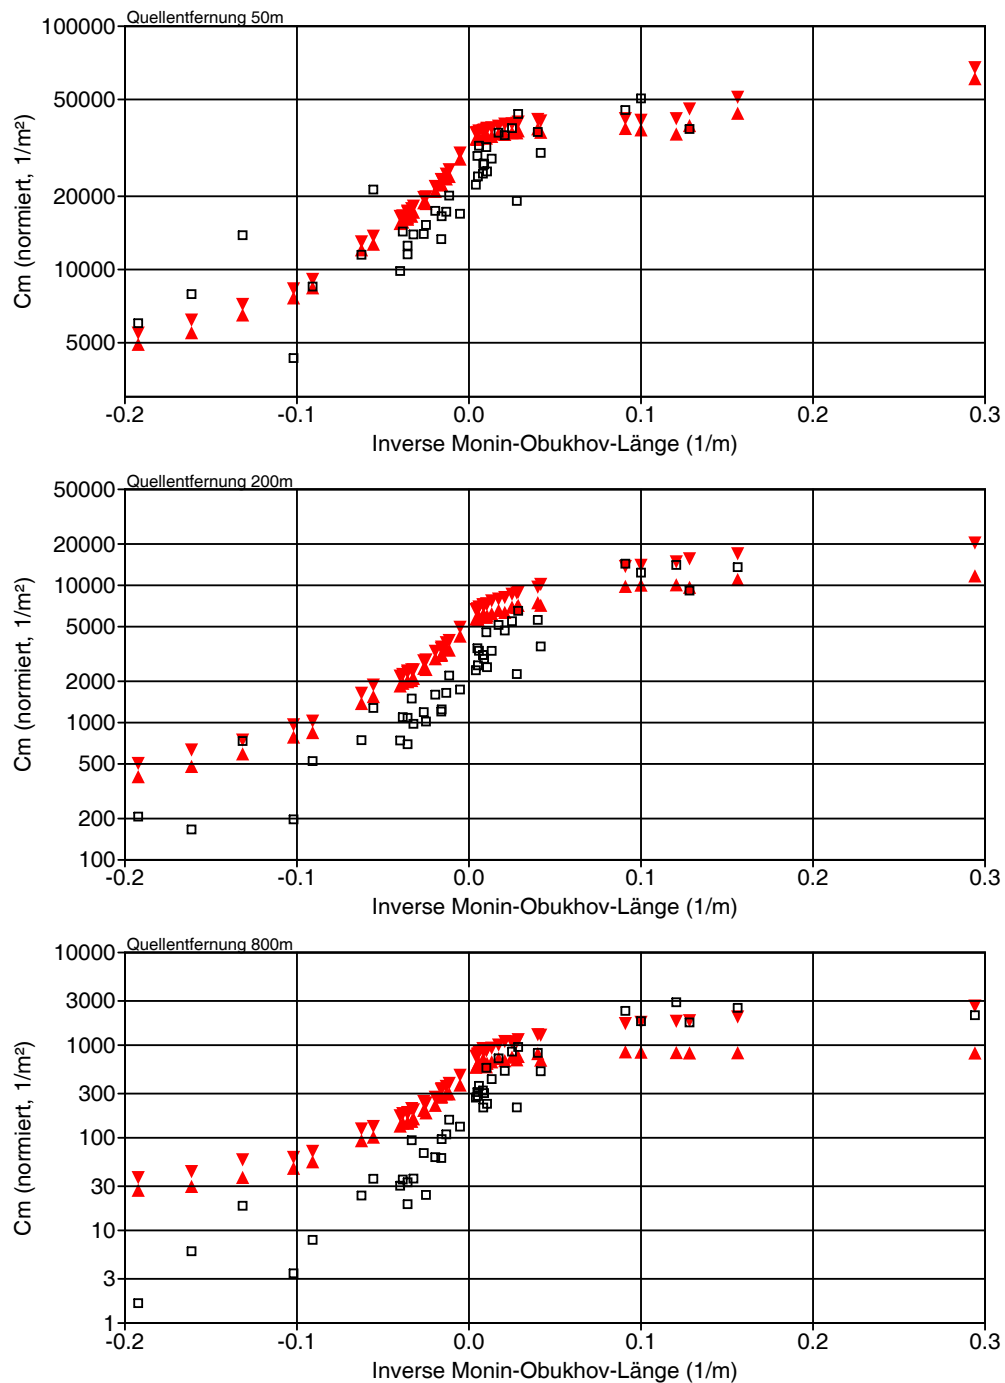 Quellentfernung 50m
100000
50000
20000
10000
5000
Cm (normiert, 1/m²)
-0.2 -0.1 0.0 0.1 0.2 0.3
Inverse Monin-Obukhov-Länge (1/m)
Quellentfernung 200m
50000
20000
10000
5000
2000
1000
500
200
100
Cm (normiert, 1/m²)
-0.2 -0.1 0.0 0.1 0.2 0.3
Inverse Monin-Obukhov-Länge (1/m)
Quellentfernung 800m
10000
3000
1000
300
100
30
10
3
1
Cm (normiert, 1/m²)
-0.2 -0.1 0.0 0.1 0.2 0.3
Inverse Monin-Obukhov-Länge (1/m)